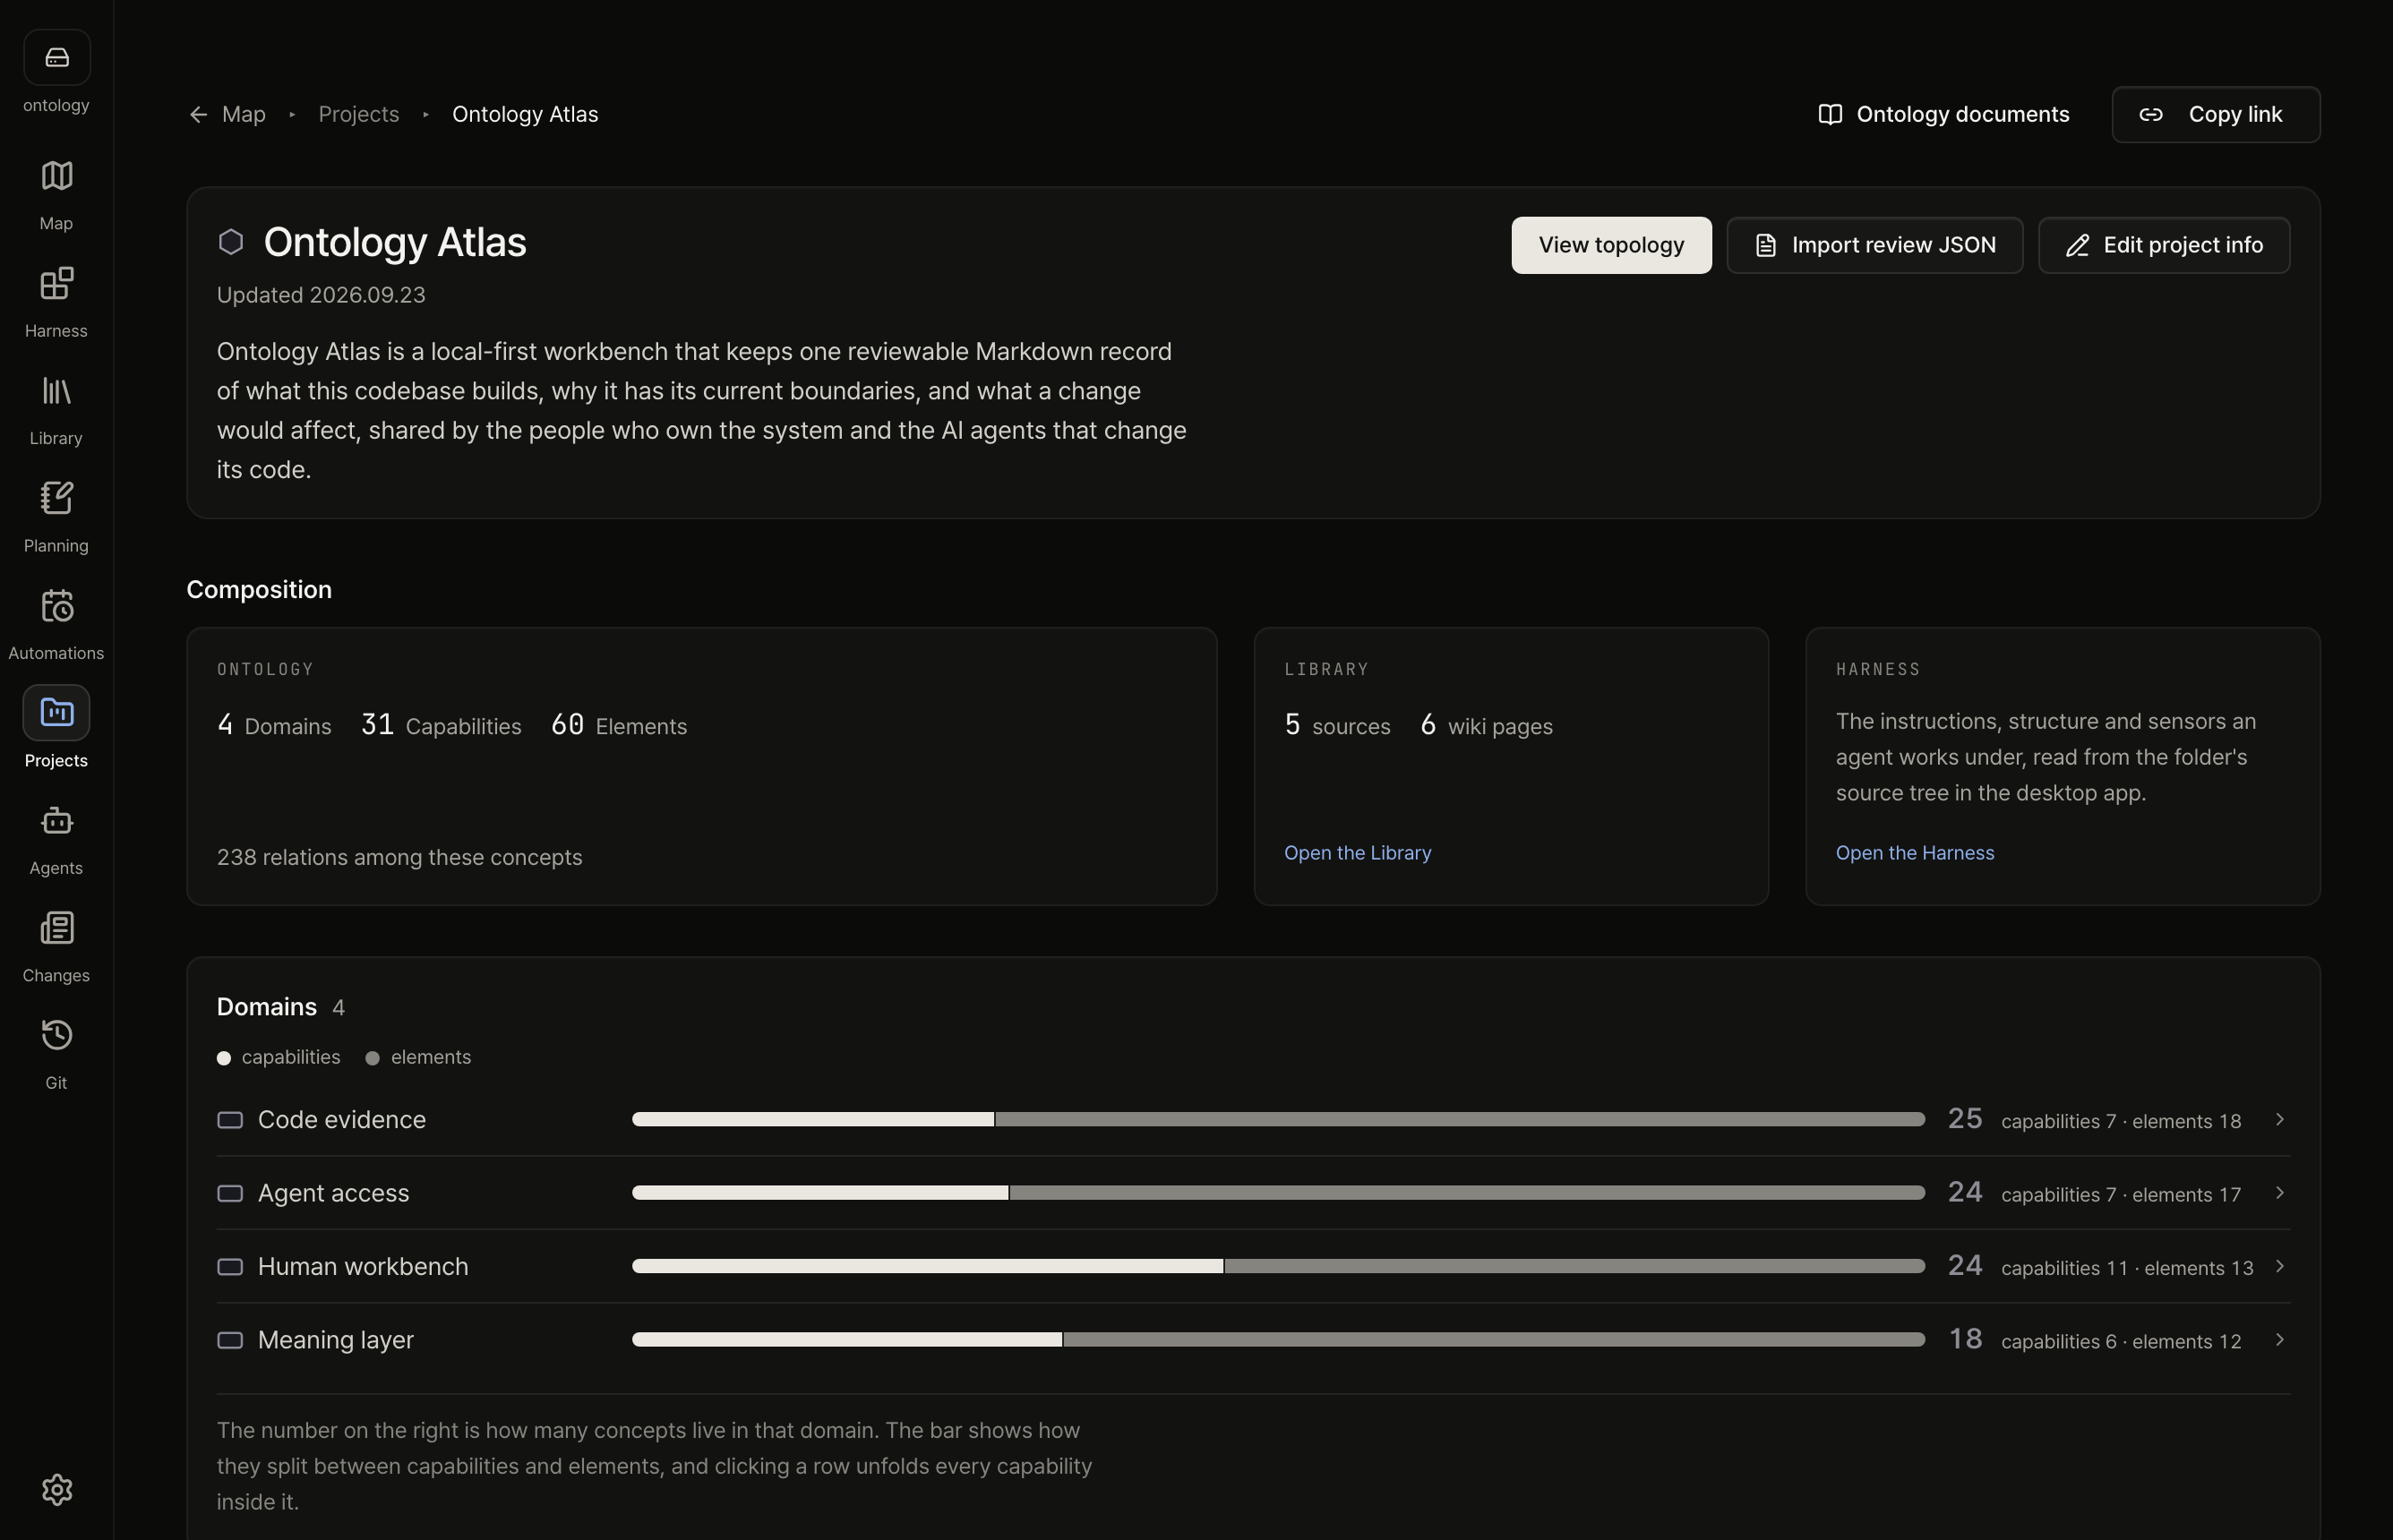 ontology
Map
Harness
Library
Planning
Automations
Projects
Agents
Changes
Git
Map
Projects
Ontology Atlas
Ontology documents
Copy link
Ontology Atlas
View topology
Import review JSON
Edit project info
Updated 2026.09.23
Ontology Atlas is a local-first workbench that keeps one reviewable Markdown record
of what this codebase builds, why it has its current boundaries, and what a change
would affect, shared by the people who own the system and the AI agents that change
its code.
Composition
ONTOLOGY
4 Domains 31 Capabilities 60 Elements
238 relations among these concepts
LIBRARY
5 sources 6 wiki pages
Open the Library
HARNESS
The instructions, structure and sensors an
agent works under, read from the folder's
source tree in the desktop app.
Open the Harness
Domains 4
capabilities elements
Code evidence 25 capabilities 7 · elements 18
Agent access 24 capabilities 7 · elements 17
Human workbench 24 capabilities 11 · elements 13
Meaning layer 18 capabilities 6 · elements 12
The number on the right is how many concepts live in that domain. The bar shows how
they split between capabilities and elements, and clicking a row unfolds every capability
inside it.